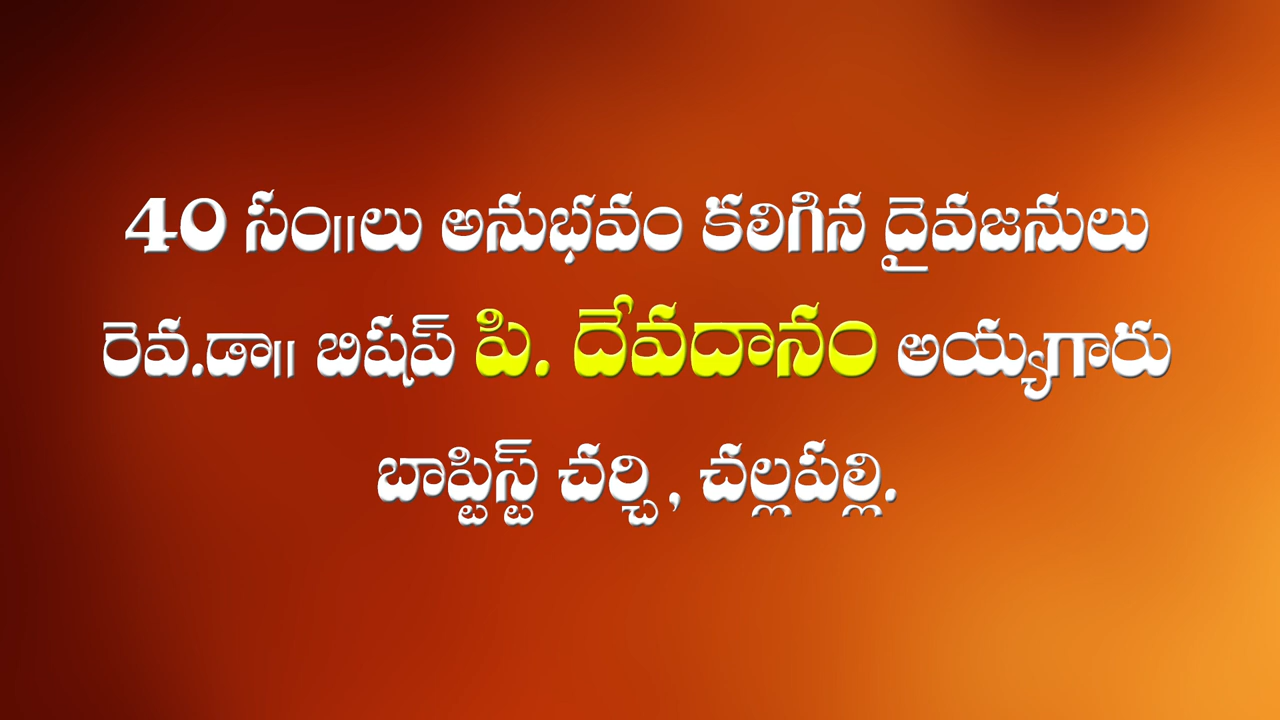 40 సం||లు అనుభవం కలిగిన దైవజనులు
రెవ.డా|| బిషప్ పి. దేవదానం అయ్యగారు
బాప్టిస్ట్ చర్చి, చల్లపల్లి.